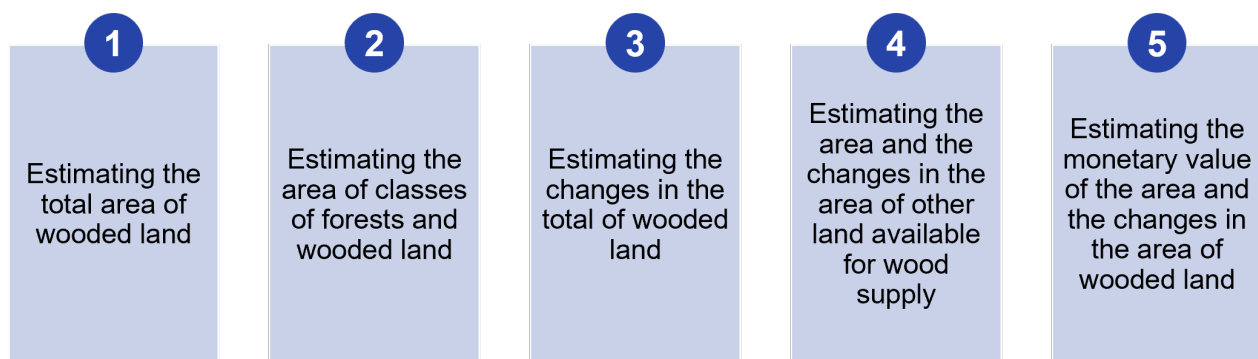 1
Estimating the
total area of
wooded land
2
Estimating the
area of classes
of forests and
wooded land
3
Estimating the
changes in the
total of wooded
land
4
Estimating the
area and the
changes in the
area of other
land available
for wood
supply
5
Estimating the
monetary value
of the area and
the changes in
the area of
wooded land